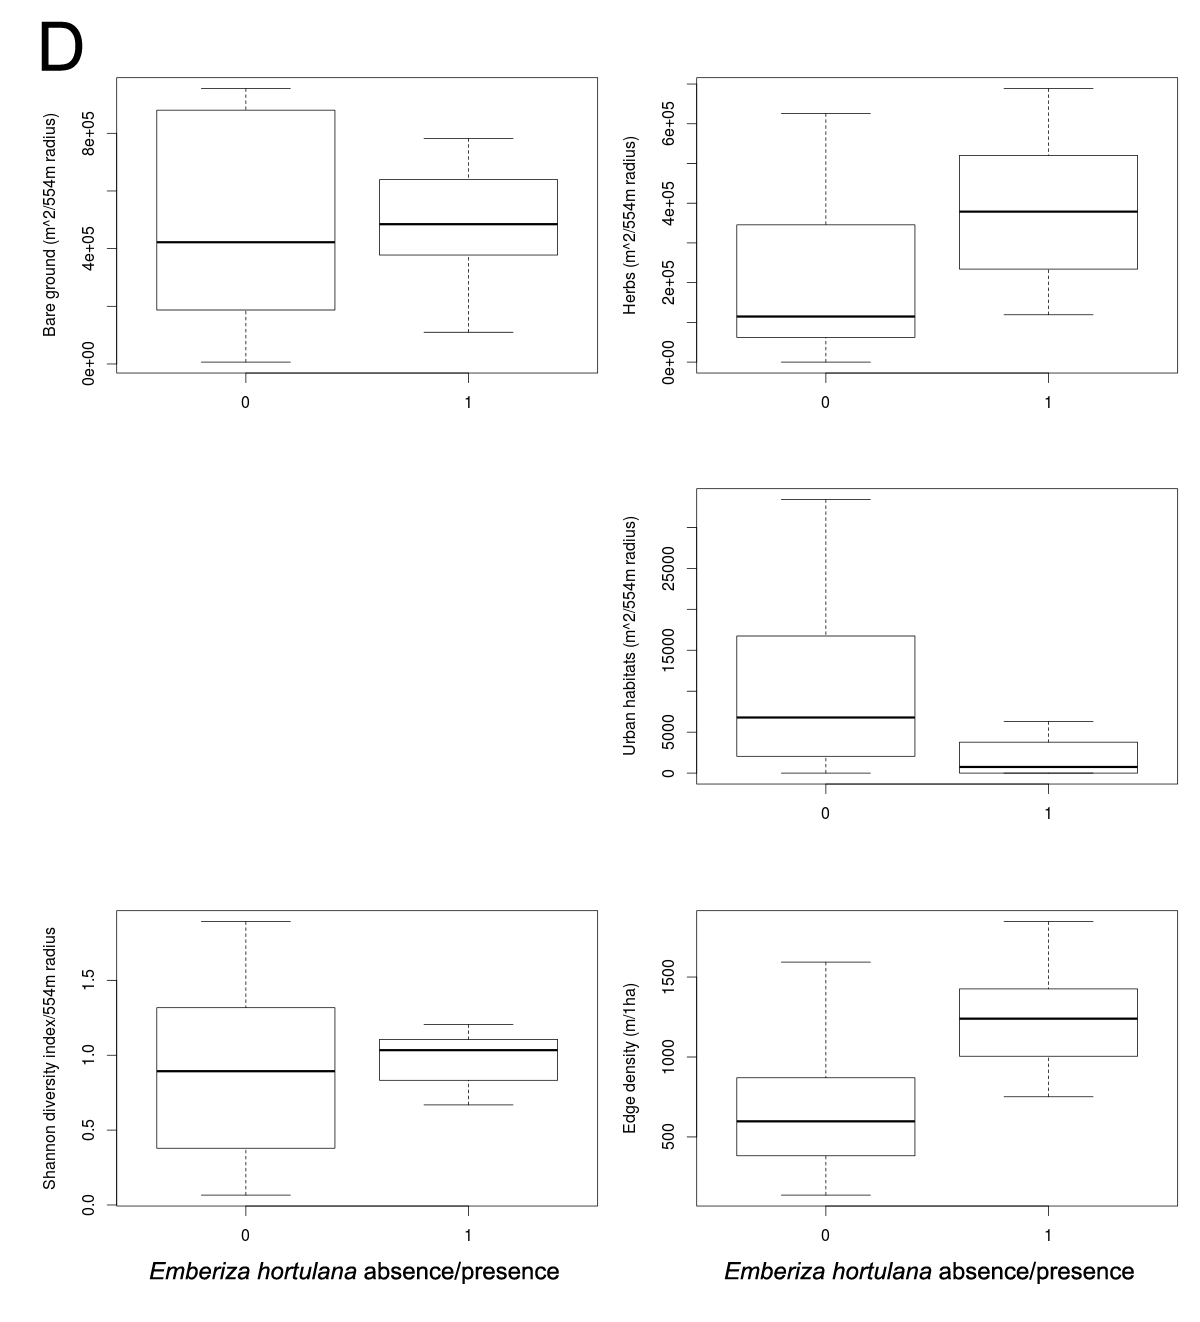 D
Bare ground (m^2/554m radius)
8e+05
4e+05
0e+00
0
1
Herbs (m^2/554m radius)
6e+05
4e+05
2e+05
0e+00
0
1
Urban habitats (m^2/554m radius)
25000
15000
5000
0
0
1
Shannon diversity index/554m radius
1.5
1.0
0.5
0.0
0
1
Emberiza hortulana absence/presence
Edge density (m/1ha)
1500
1000
500
0
1
Emberiza hortulana absence/presence